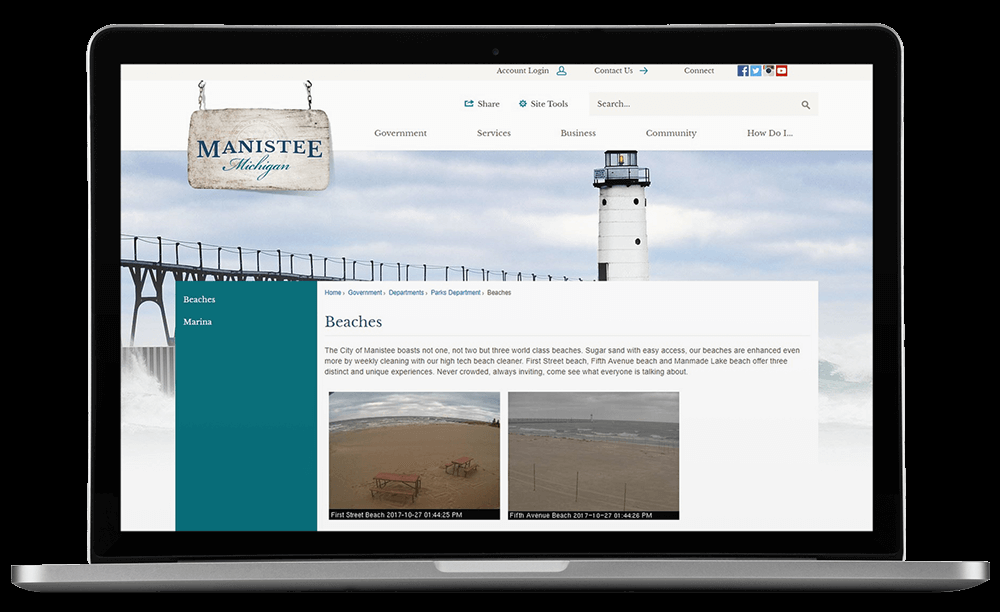 Account Login
Contact Us
Connect
Share
Site Tools
Search...
MANISTEE
Michigan
Government
Services
Business
Community
How Do I...
Beaches
Marina
Home › Government › Departments › Parks Department › Beaches
Beaches
The City of Manistee boasts not one, not two but three world class beaches. Sugar sand with easy access, our beaches are enhanced even
more by weekly cleaning with our high tech beach cleaner. First Street beach, Fifth Avenue beach and Manmade Lake beach offer three
distinct and unique experiences. Never crowded, always inviting, come see what everyone is talking about.
First Street Beach 2017-10-27 01:44:25 PM
Fifth Avenue Beach 2017-10-27 01:44:26 PM